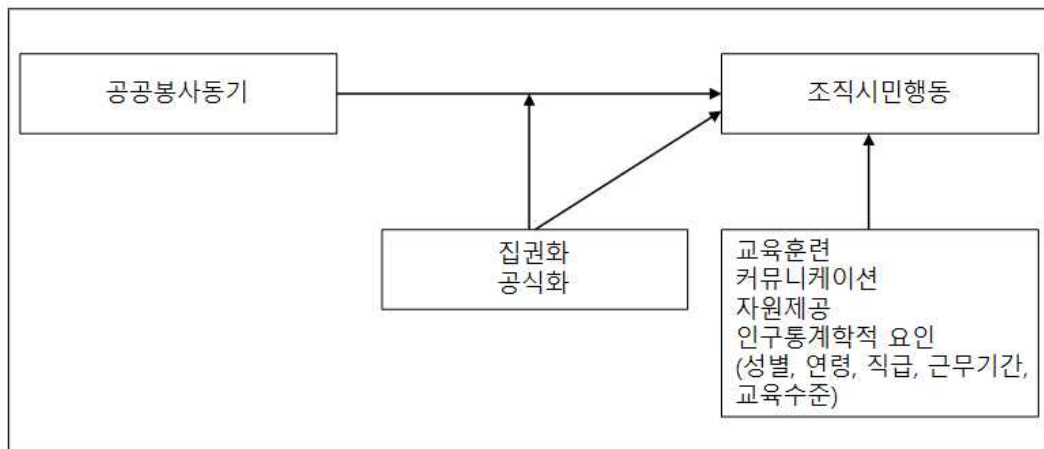 공공봉사동기
조직시민행동
집권화
공식화
교육훈련
커뮤니케이션
자원제공
인구통계학적 요인
(성별, 연령, 직급, 근무기간,
교육수준)